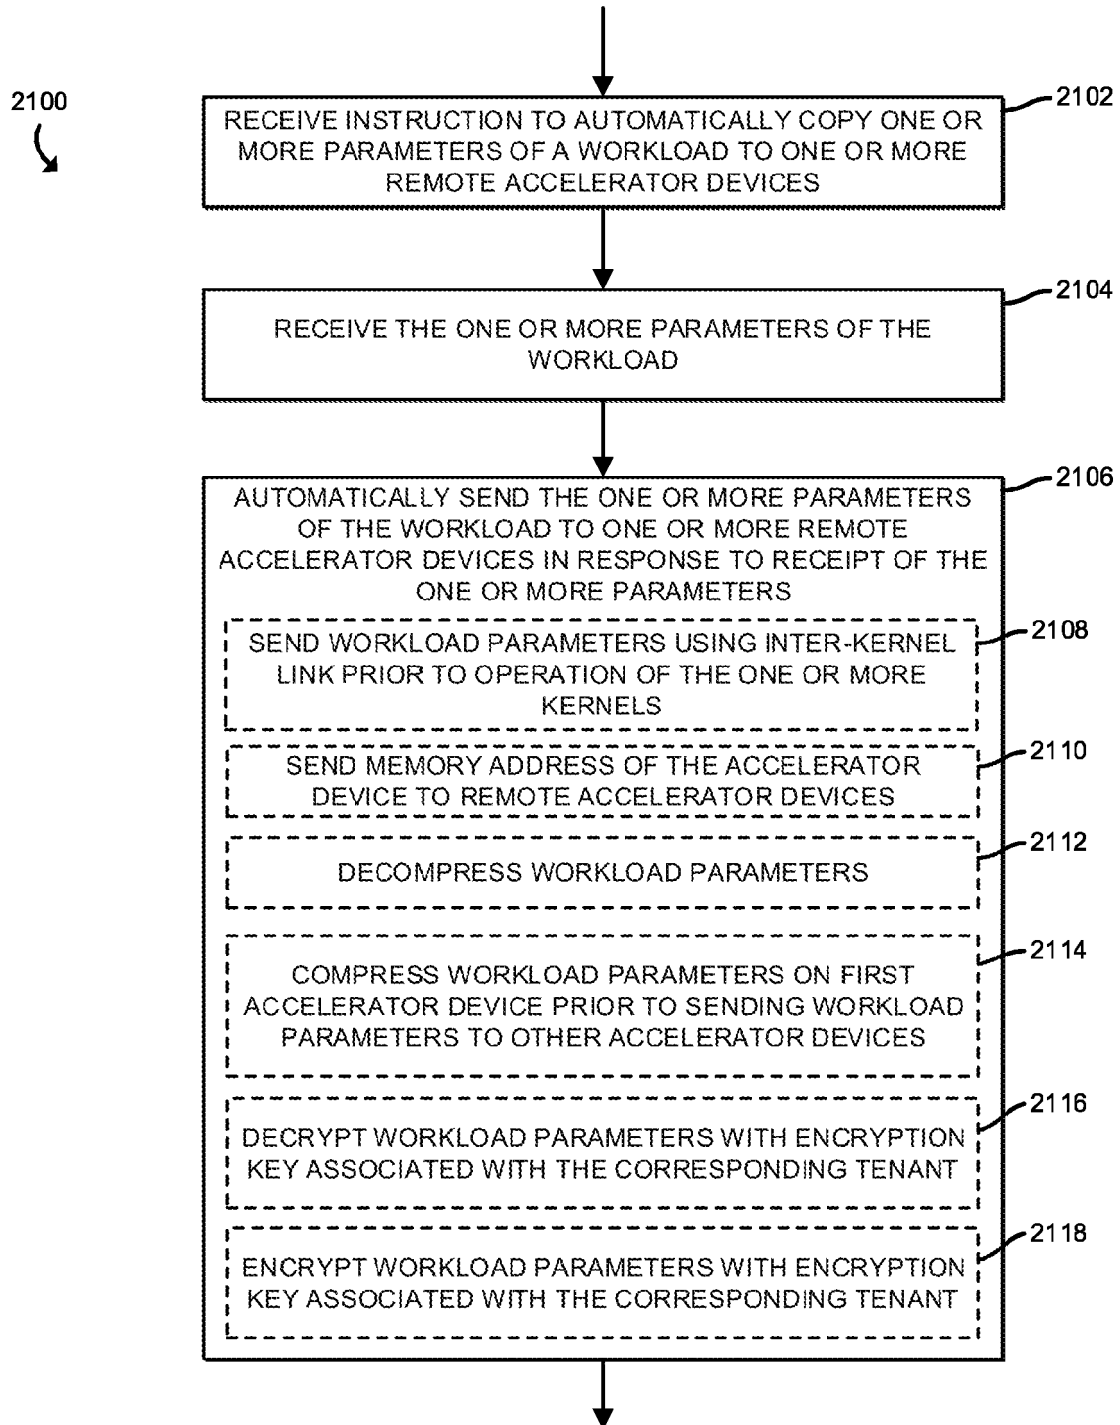 2100
2102
RECEIVE INSTRUCTION TO AUTOMATICALLY COPY ONE OR
MORE PARAMETERS OF A WORKLOAD TO ONE OR MORE
REMOTE ACCELERATOR DEVICES
2104
RECEIVE THE ONE OR MORE PARAMETERS OF THE
WORKLOAD
2106
AUTOMATICALLY SEND THE ONE OR MORE PARAMETERS
OF THE WORKLOAD TO ONE OR MORE REMOTE
ACCELERATOR DEVICES IN RESPONSE TO RECEIPT OF THE
ONE OR MORE PARAMETERS
2108
SEND WORKLOAD PARAMETERS USING INTER-KERNEL
LINK PRIOR TO OPERATION OF THE ONE OR MORE
KERNELS
2110
SEND MEMORY ADDRESS OF THE ACCELERATOR
DEVICE TO REMOTE ACCELERATOR DEVICES
2112
DECOMPRESS WORKLOAD PARAMETERS
2114
COMPRESS WORKLOAD PARAMETERS ON FIRST
ACCELERATOR DEVICE PRIOR TO SENDING WORKLOAD
PARAMETERS TO OTHER ACCELERATOR DEVICES
2116
DECRYPT WORKLOAD PARAMETERS WITH ENCRYPTION
KEY ASSOCIATED WITH THE CORRESPONDING TENANT
2118
ENCRYPT WORKLOAD PARAMETERS WITH ENCRYPTION
KEY ASSOCIATED WITH THE CORRESPONDING TENANT